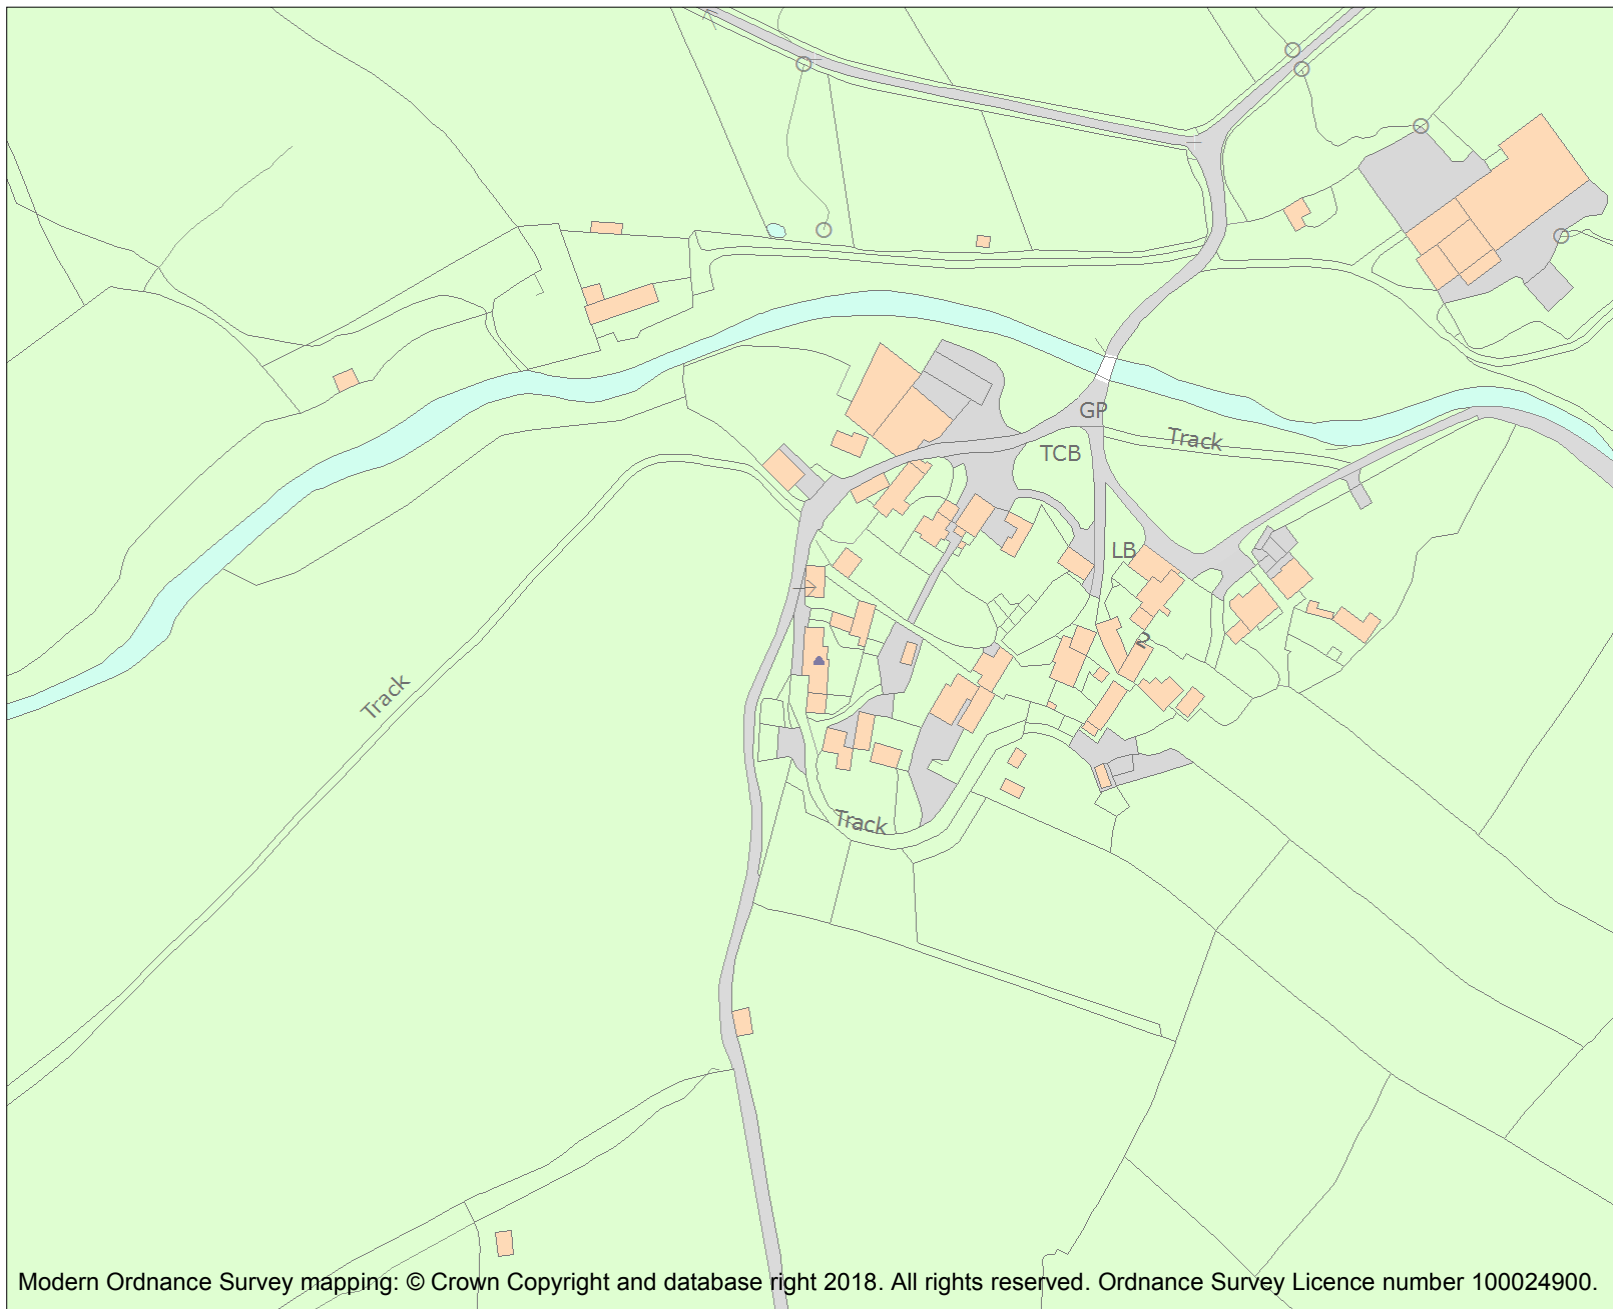 GP
Track
TCB
LB
2
Track
Track
Modern Ordnance Survey mapping: © Crown Copyright and database right 2018. All rights reserved. Ordnance Survey Licence number 100024900.